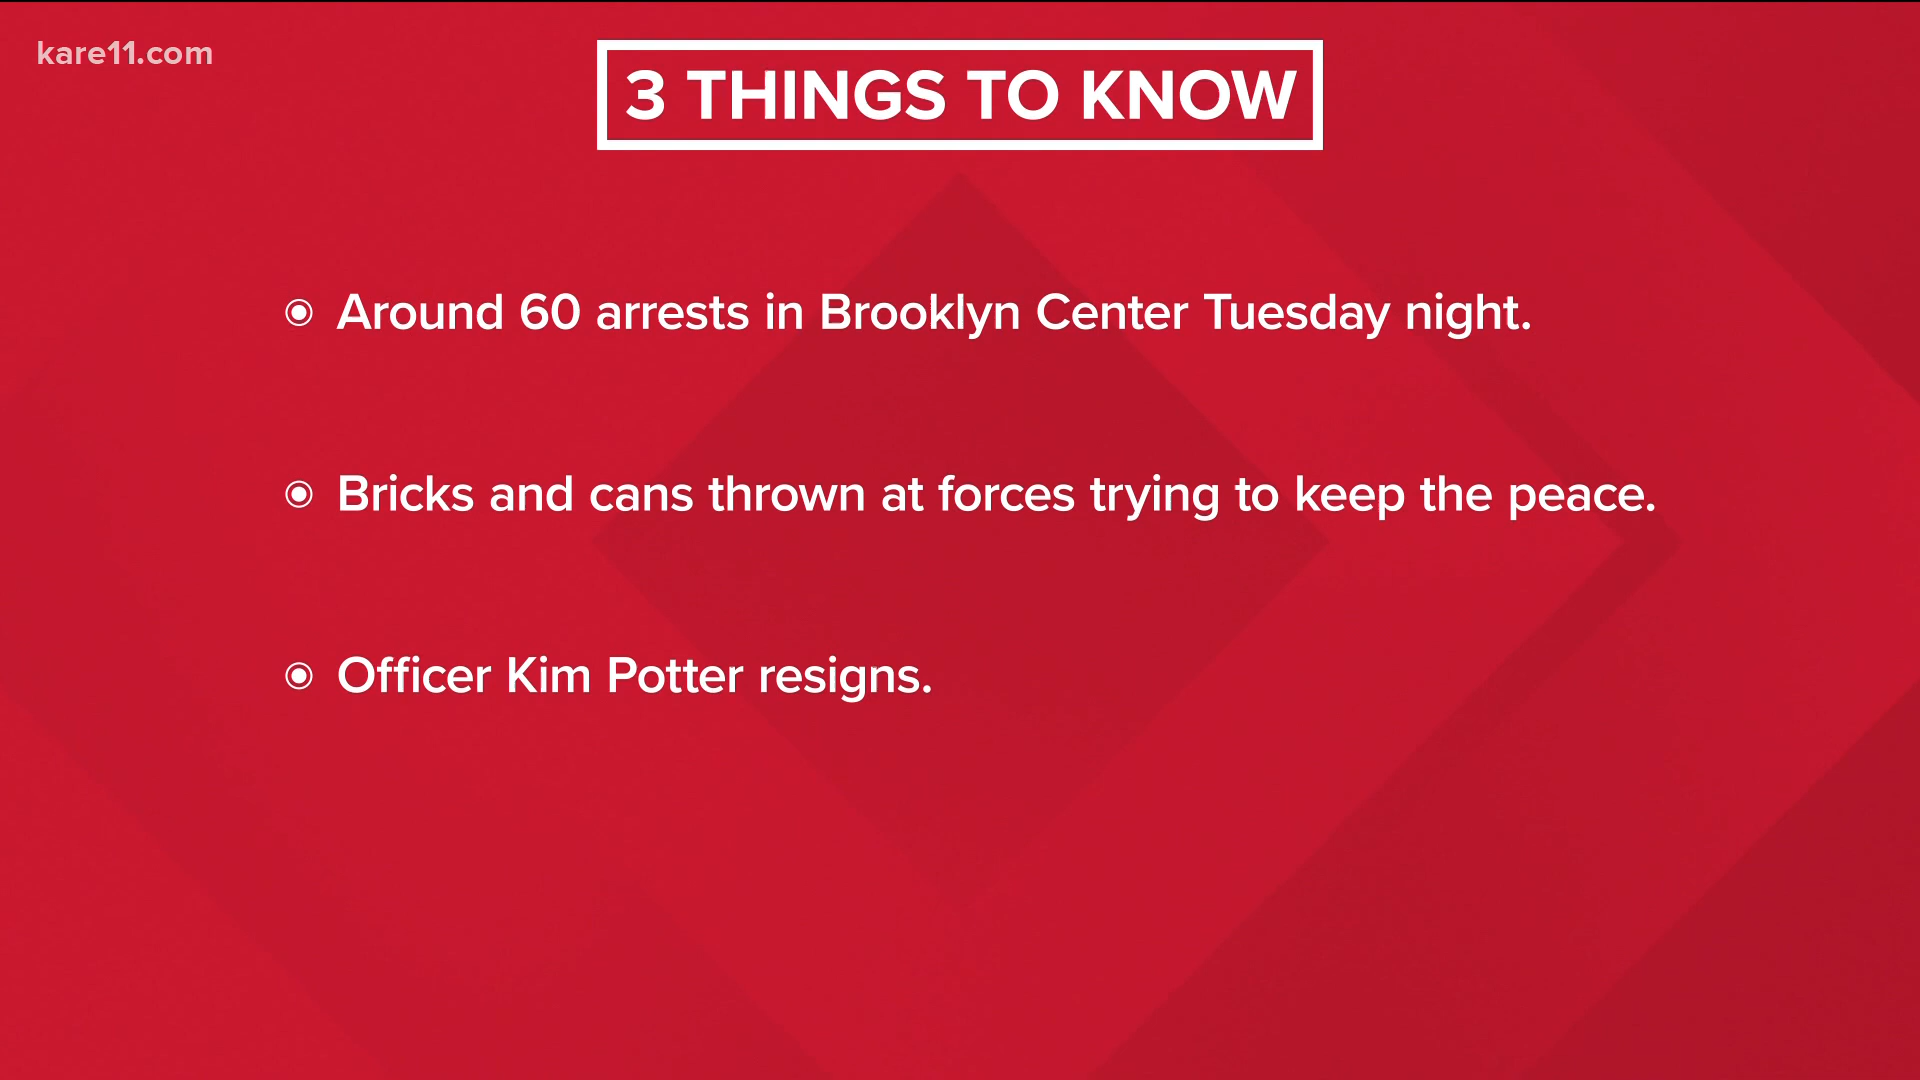 kare11.com
3 THINGS TO KNOW
Around 60 arrests in Brooklyn Center Tuesday night.
Bricks and cans thrown at forces trying to keep the peace.
Officer Kim Potter resigns.